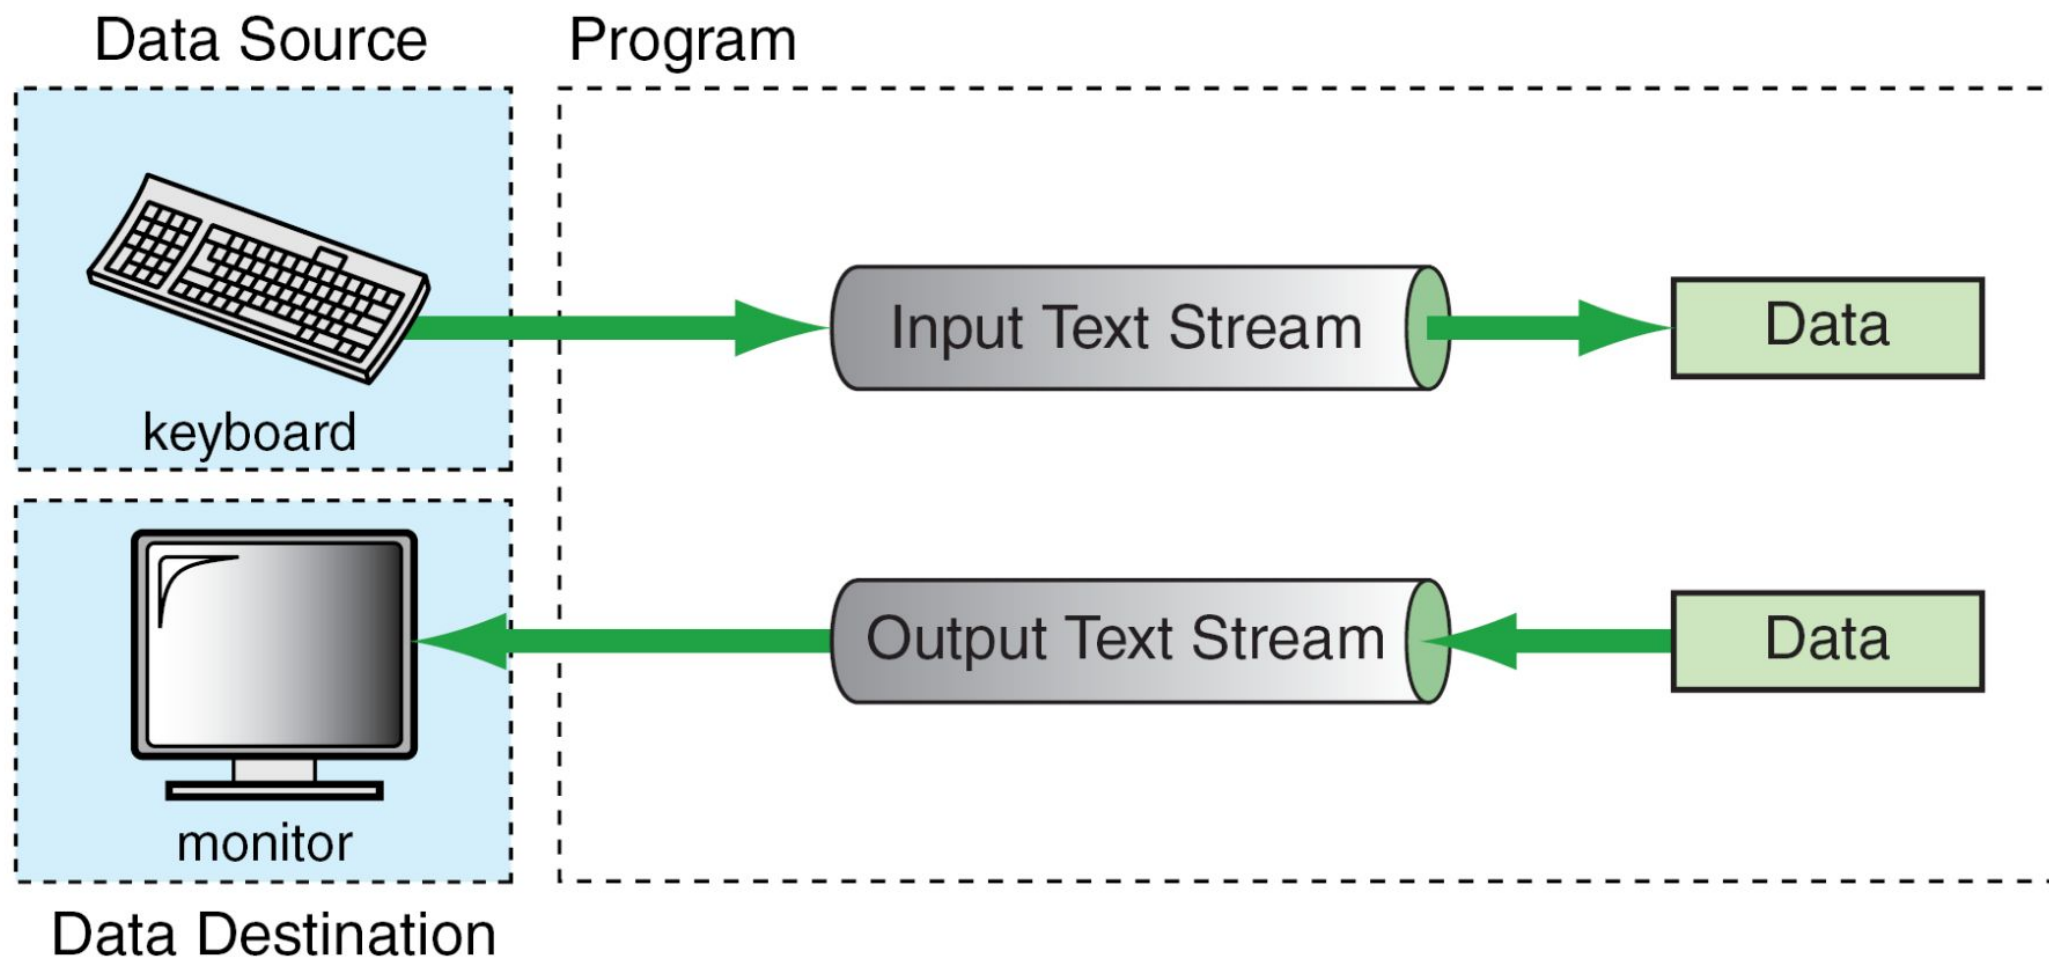 Data Source
Program
keyboard
Input Text Stream
Data
monitor
Output Text Stream
Data
Data Destination